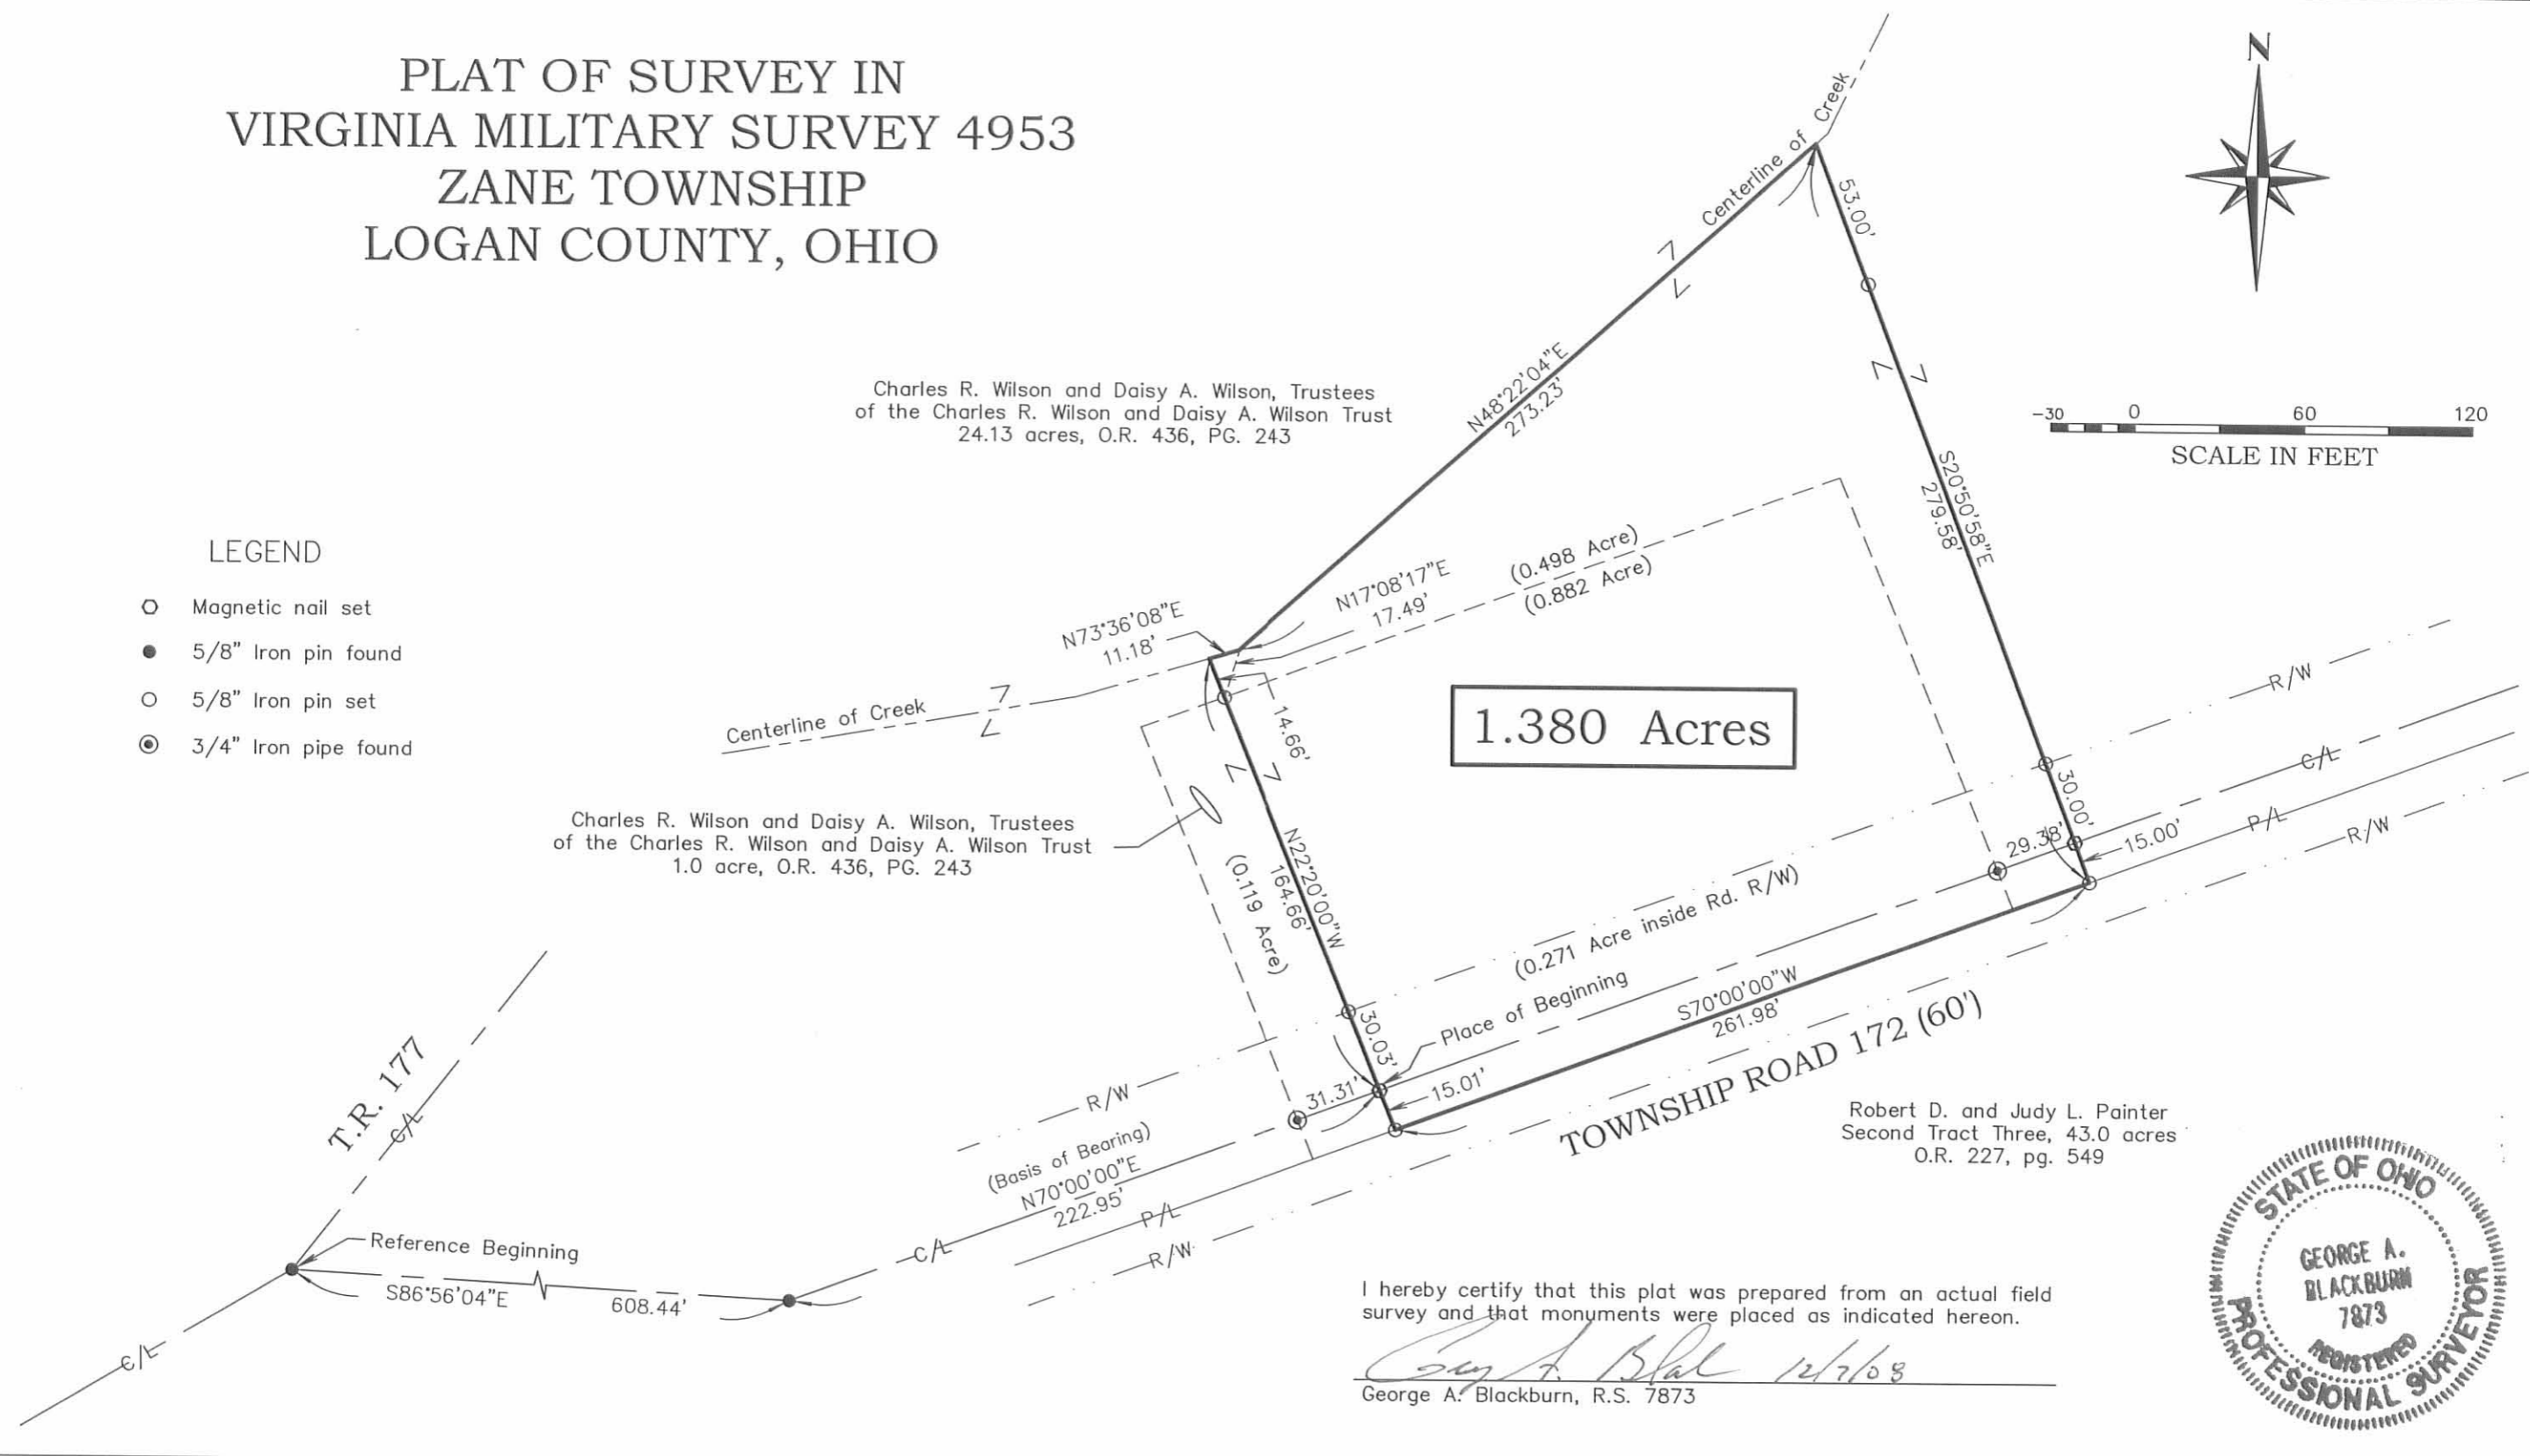 PLAT OF SURVEY IN
VIRGINIA MILITARY SURVEY 4953
ZANE TOWNSHIP
LOGAN COUNTY, OHIO
N
Centerline of Creek
53.00'
-30 0 60 120
SCALE IN FEET
Charles R. Wilson and Daisy A. Wilson, Trustees
of the Charles R. Wilson and Daisy A. Wilson Trust
24.13 acres, O.R. 436, PG. 243
N48°22'04"E
273.23'
S20°50'58"E
279.58'
LEGEND
Magnetic nail set
5/8" Iron pin found
5/8" Iron pin set
3/4" Iron pipe found
(0.498 Acre)
(0.882 Acre)
N17°08'17"E
17.49'
N73°36'08"E
11.18'
Centerline of Creek
14.66'
1.380 Acres
R/W
C/L
P/L
R/W
30.00'
29.38'
15.00'
Charles R. Wilson and Daisy A. Wilson, Trustees
of the Charles R. Wilson and Daisy A. Wilson Trust
1.0 acre, O.R. 436, PG. 243
(0.119 Acre)
N22°20'00"W
164.66'
(0.271 Acre inside Rd. R/W)
Place of Beginning
S70°00'00"W
261.98'
TOWNSHIP ROAD 172 (60')
30.03'
31.31'
15.01'
R/W
(Basis of Bearing)
N70°00'00"E
222.95'
C/L
P/L
R/W
T.R. 177
C/L
Reference Beginning
S86°56'04"E
608.44'
C/L
Robert D. and Judy L. Painter
Second Tract Three, 43.0 acres
O.R. 227, pg. 549
I hereby certify that this plat was prepared from an actual field
survey and that monuments were placed as indicated hereon.
12/7/08
George A. Blackburn, R.S. 7873
STATE OF OHIO
GEORGE A.
BLACKBURN
7873
REGISTERED
PROFESSIONAL SURVEYOR